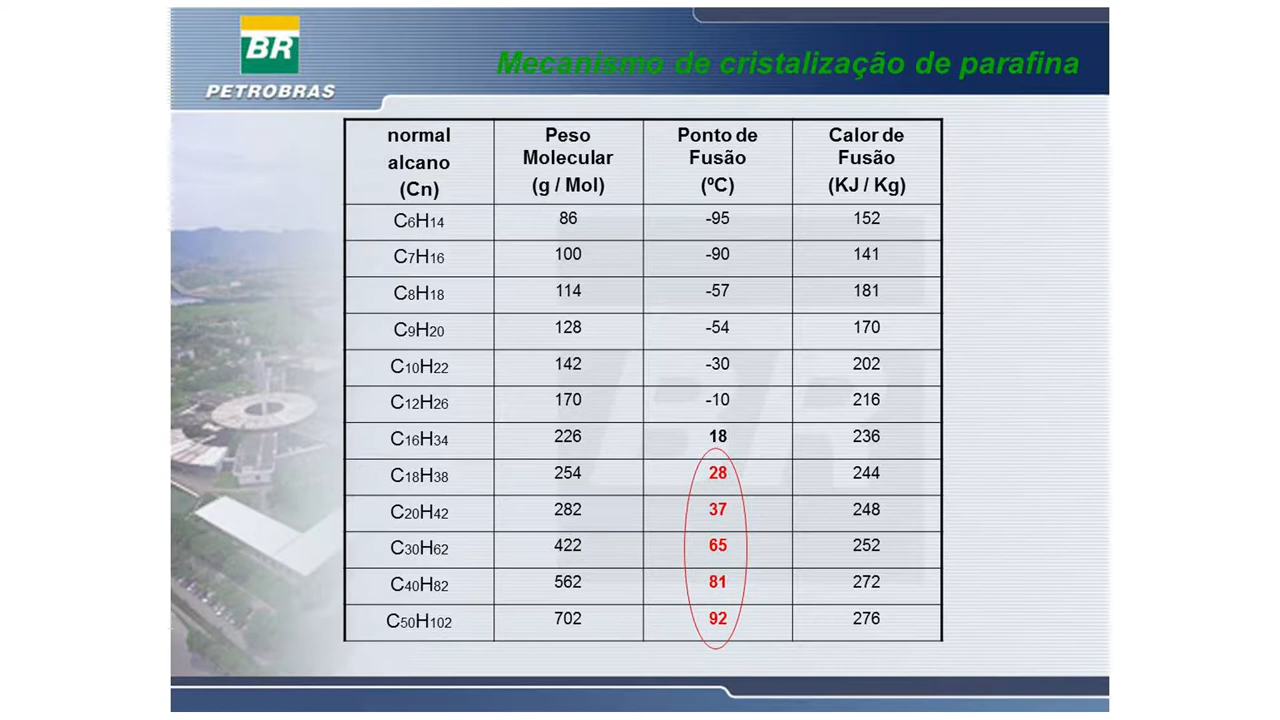 BR
PETROBRAS
Mecanismo de cristalização de parafina
normal alcano (Cn) Peso Molecular (g / Mol) Ponto de Fusão (ºC) Calor de Fusão (KJ / Kg)
C6H14 86 -95 152
C7H16 100 -90 141
C8H18 114 -57 181
C9H20 128 -54 170
C10H22 142 -30 202
C12H26 170 -10 216
C16H34 226 18 236
C18H38 254 28 244
C20H42 282 37 248
C30H62 422 65 252
C40H82 562 81 272
C50H102 702 92 276